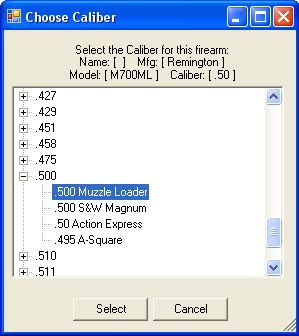 Choose Caliber
Select the Caliber for this firearm:
Name: [ ] Mfg: [ Remington ]
Model: [ M700ML ] Caliber: [ .50 ]
.427
.429
.451
.458
.475
.500
.500 Muzzle Loader
.500 S&W Magnum
.50 Action Express
.495 A-Square
.510
.511
Select Cancel